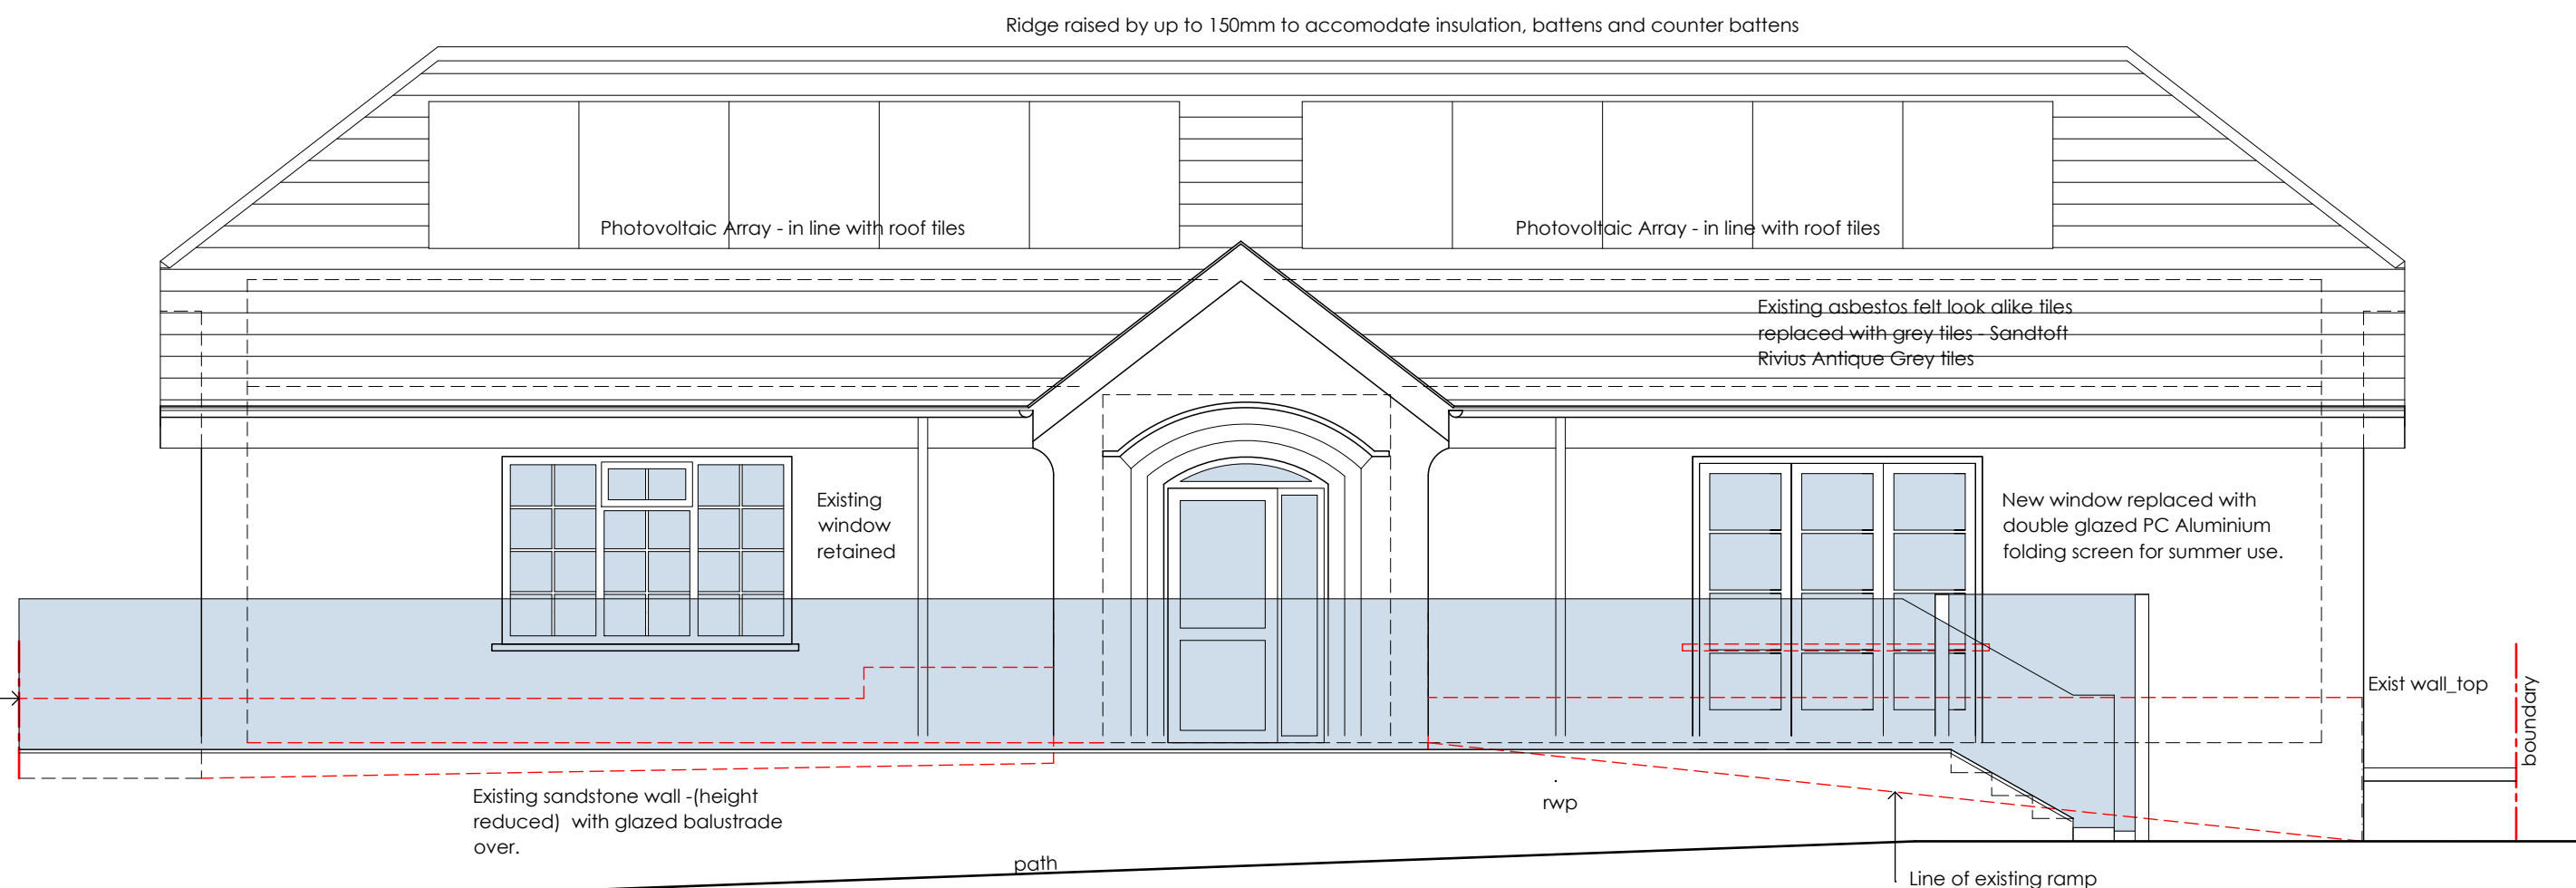 Ridge raised by up to 150mm to accomodate insulation, battens and counter battens
Photovoltaic Array - in line with roof tiles
Photovoltaic Array - in line with roof tiles
Existing asbestos felt look alike tiles
replaced with grey tiles - Sandtoft
Rivius Antique Grey tiles
Existing
window
retained
New window replaced with
double glazed PC Aluminium
folding screen for summer use.
Exist wall_top
boundary
Existing sandstone wall -(height
reduced) with glazed balustrade
over.
rwp
path
Line of existing ramp